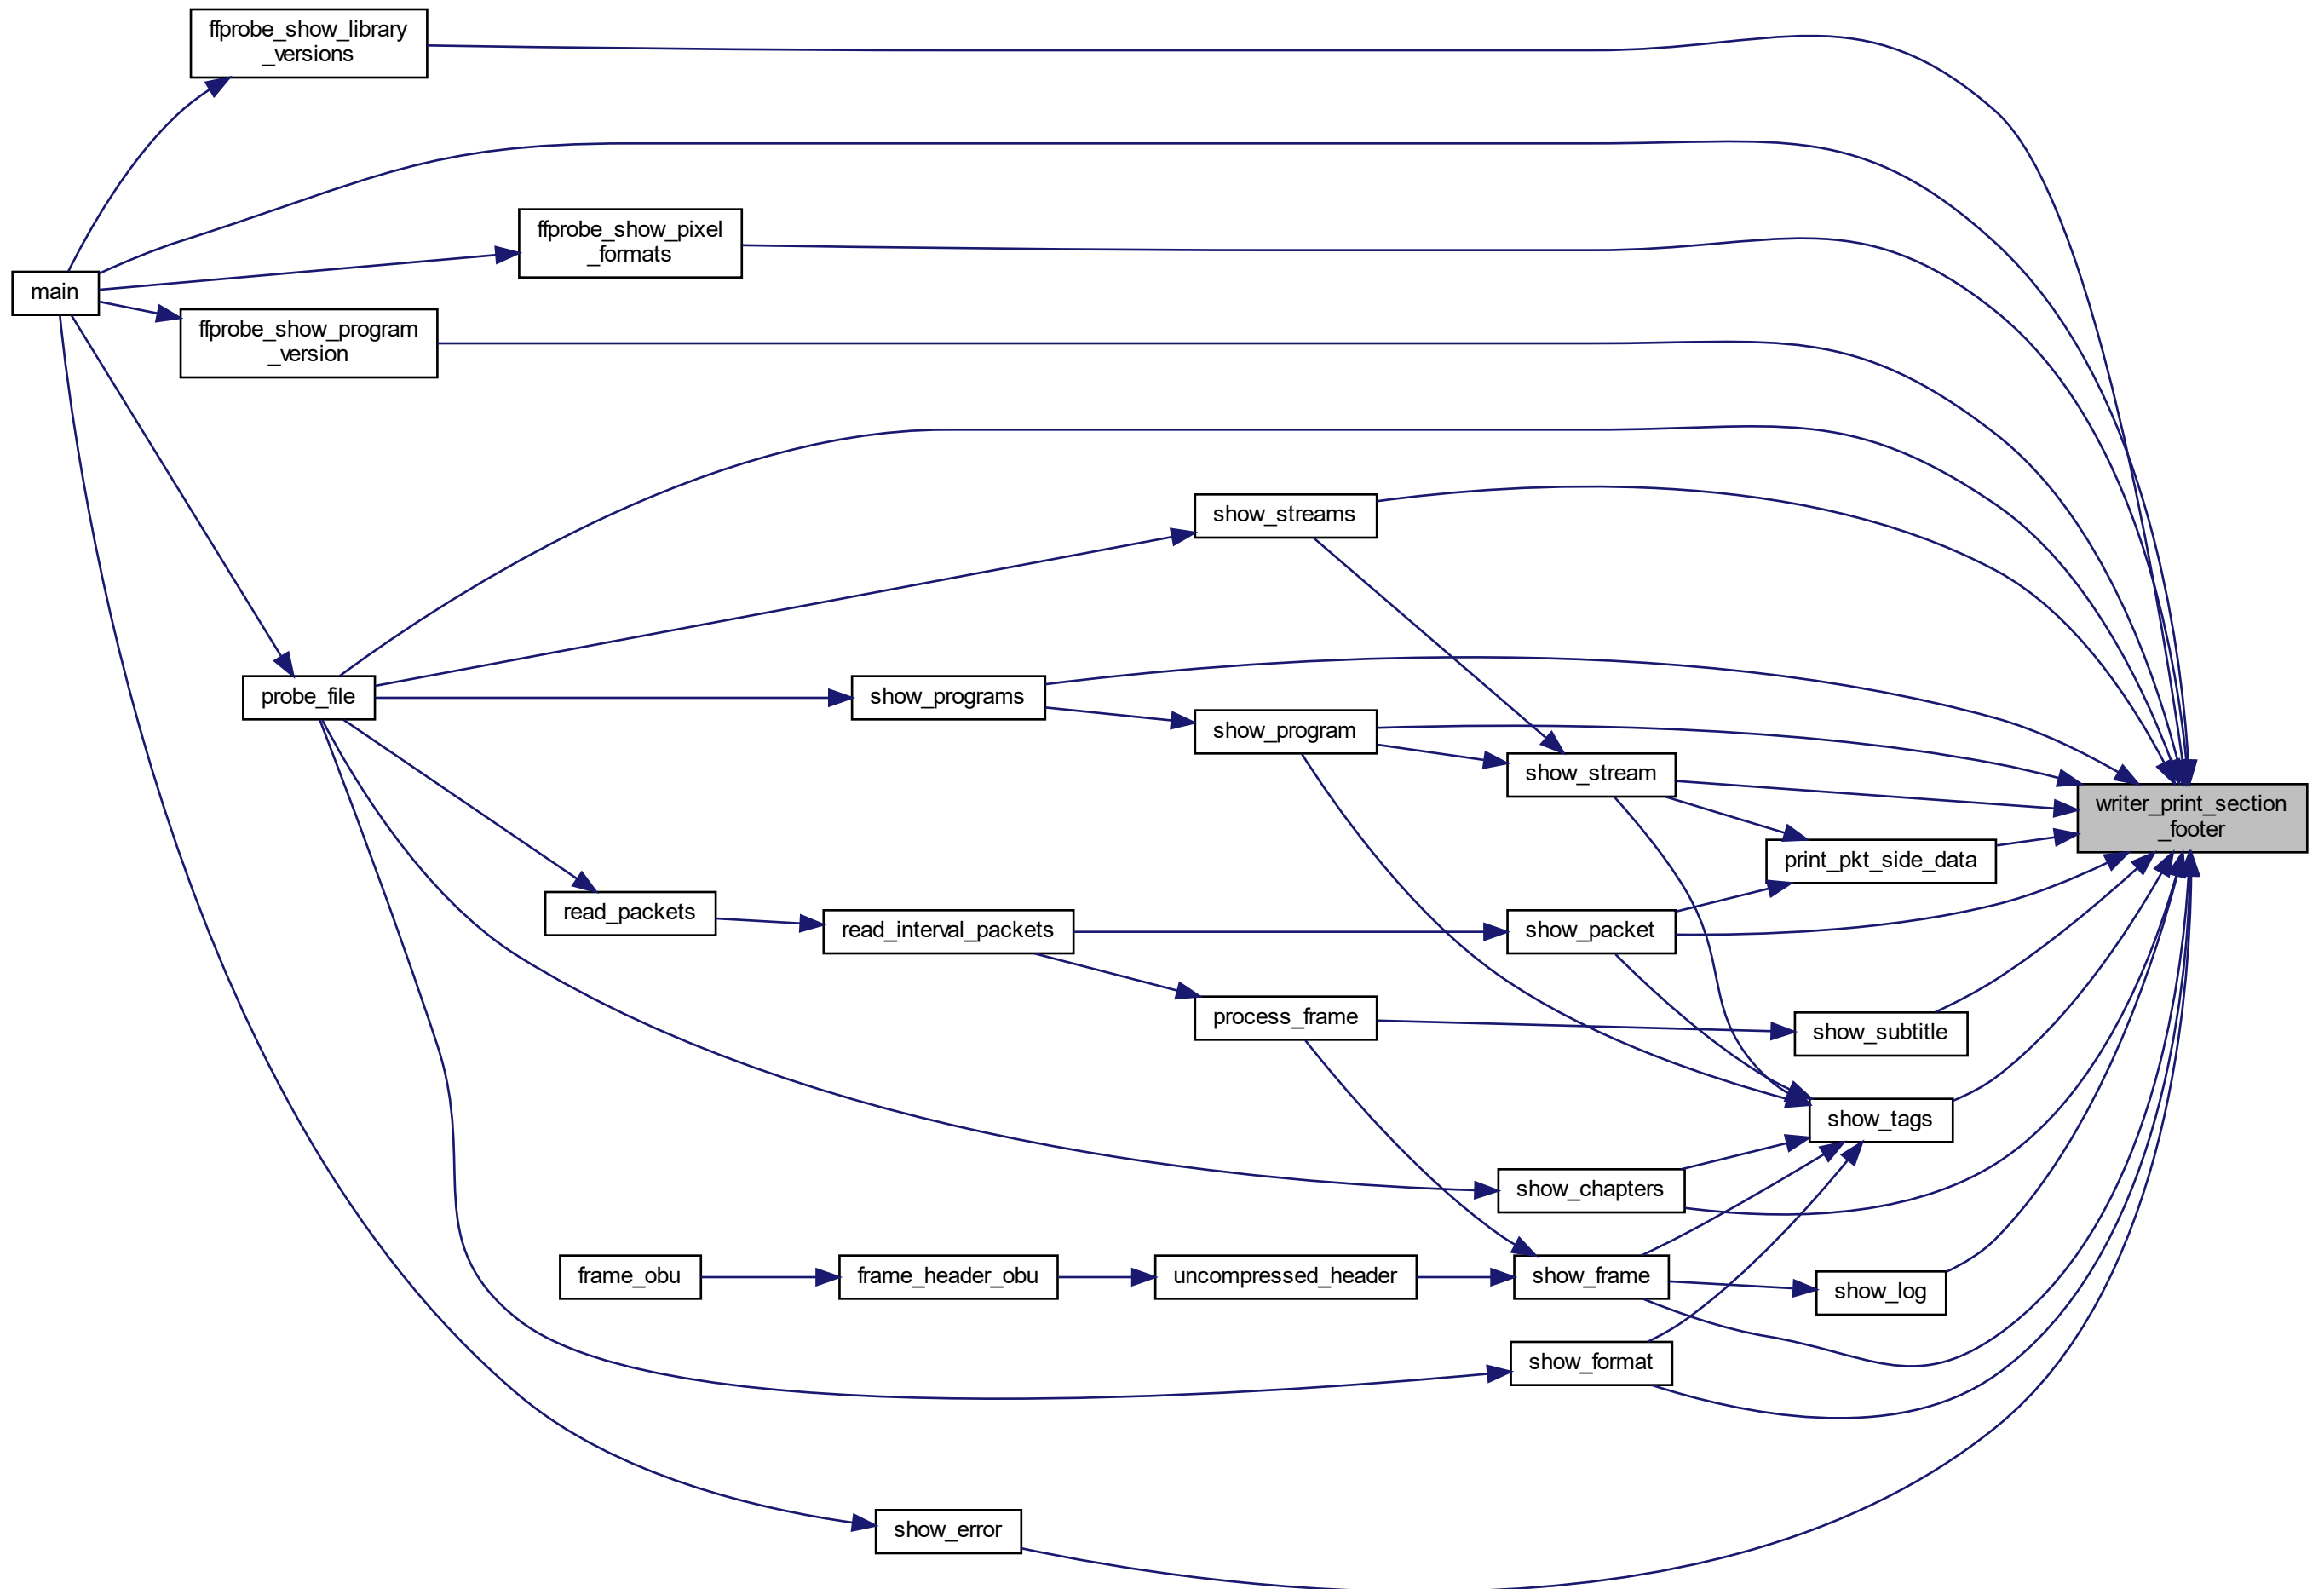 ffprobe_show_library
_versions
main
ffprobe_show_pixel
_formats
ffprobe_show_program
_version
show_streams
probe_file
show_programs
show_program
show_stream
writer_print_section
_footer
print_pkt_side_data
read_packets
read_interval_packets
show_packet
process_frame
show_subtitle
show_tags
show_chapters
frame_obu
frame_header_obu
uncompressed_header
show_frame
show_log
show_format
show_error